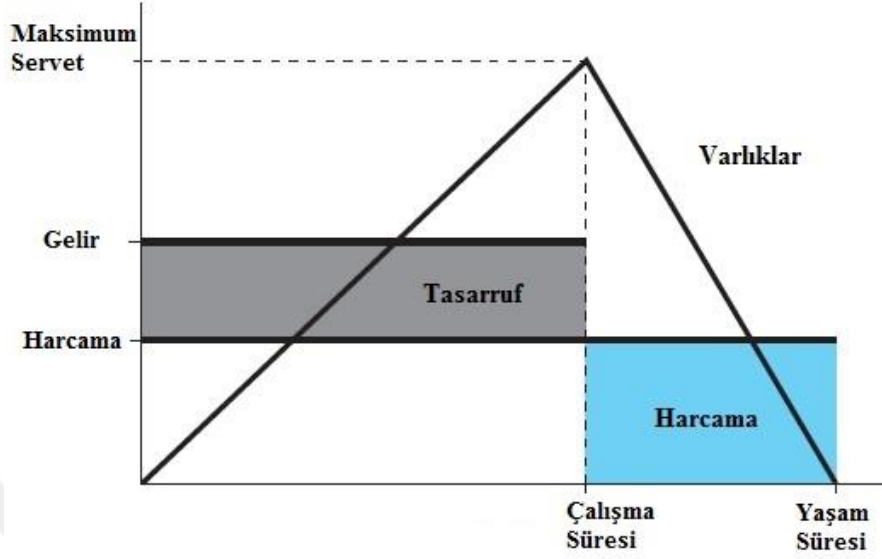 Maksimum
Servet
Varlıklar
Gelir
Tasarruf
Harcama
Harcama
Çalışma
Süresi
Yaşam
Süresi